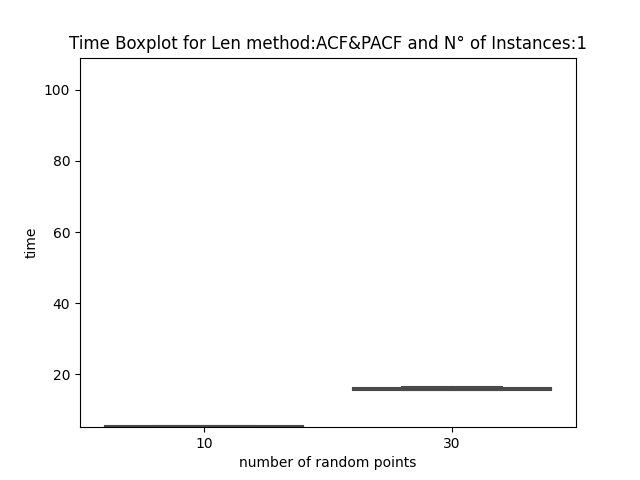 Time Boxplot for Len method:ACF&PACF and N° of Instances:1
100
80
60
40
20
time
10 30
number of random points